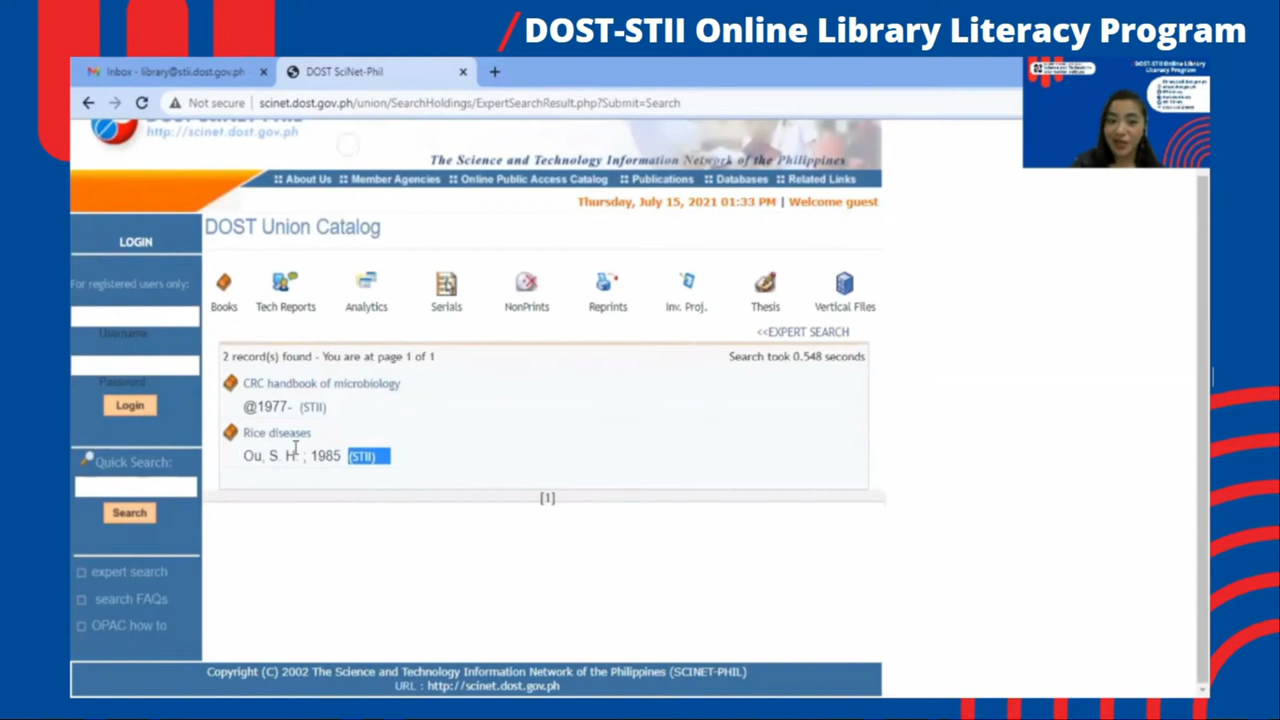 DOST-STII Online Library Literacy Program
Inbox - library@stii.dost.gov.ph
DOST SciNet-Phil
Not secure
scinet.dost.gov.ph/union/SearchHoldings/ExpertSearchResult.php?Submit=Search
DOST-STII Online Library
Literacy Program
http://scinet.dost.gov.ph
The Science and Technology Information Network of the Philippines
About Us
Member Agencies
Online Public Access Catalog
Publications
Databases
Related Links
Thursday, July 15, 2021 01:33 PM | Welcome guest
LOGIN
For registered users only:
Username
Password
Login
Quick Search:
Search
expert search
search FAQs
OPAC how to
DOST Union Catalog
Books
Tech Reports
Analytics
Serials
NonPrints
Reprints
Inv. Proj.
Thesis
Vertical Files
<<EXPERT SEARCH
2 record(s) found - You are at page 1 of 1
Search took 0.548 seconds
CRC handbook of microbiology
@1977- (STII)
Rice diseases
Ou, S. H. ; 1985 (STII)
[1]
Copyright (C) 2002 The Science and Technology Information Network of the Philippines (SCINET-PHIL)
URL : http://scinet.dost.gov.ph